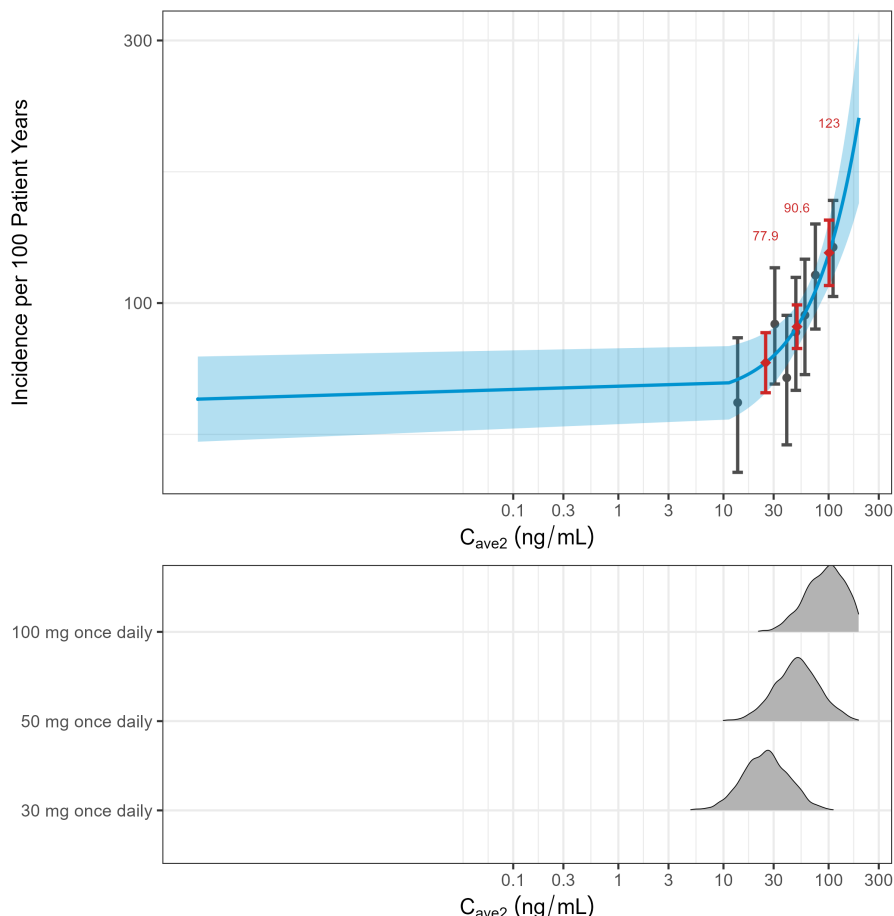 300
100
Incidence per 100 Patient Years
123
90.6
77.9
0.1 0.3 1 3 10 30 100 300
Cave2 (ng/mL)
100 mg once daily
50 mg once daily
30 mg once daily
0.1 0.3 1 3 10 30 100 300
Cave2 (ng/mL)